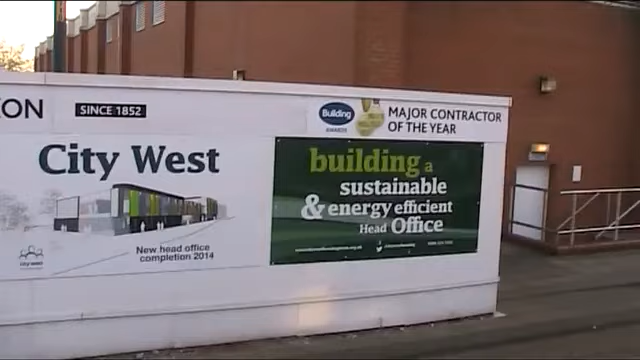 ON
SINCE 1852
Building
AWARDS
MAJOR CONTRACTOR
OF THE YEAR
City West
building a
sustainable
& energy efficient
Head Office
New head office
completion 2014
city west